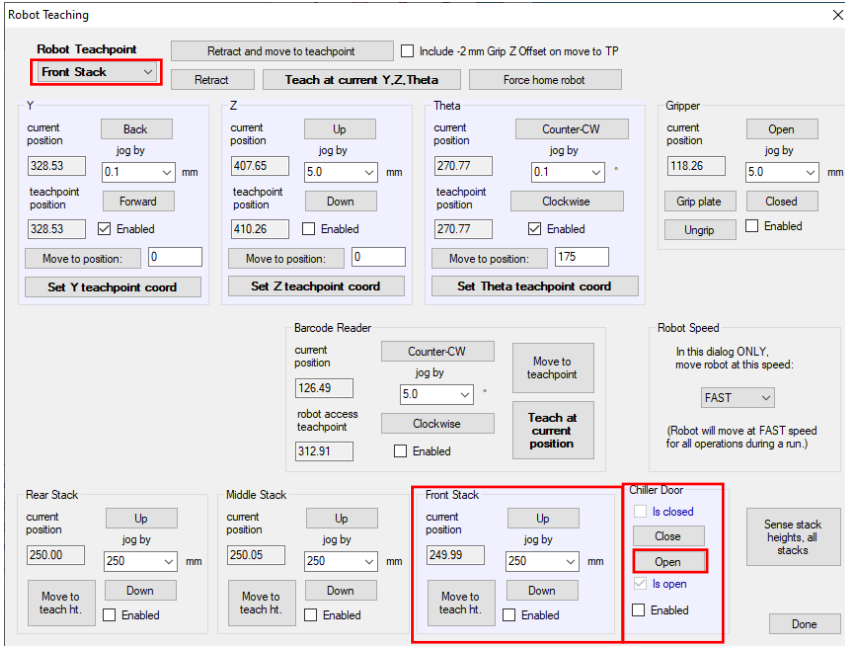 Robot Teaching
Robot Teachpoint
Front Stack
Retract and move to teachpoint
Include -2 mm Grip Z Offset on move to TP
Retract
Teach at current Y,Z,Theta
Force home robot
Y
current
position
Back
jog by
328.53
0.1
mm
teachpoint
position
Forward
328.53
Enabled
Move to position:
0
Set Y teachpoint coord
Z
current
position
Up
jog by
407.65
5.0
mm
teachpoint
position
Down
410.26
Enabled
Move to position:
0
Set Z teachpoint coord
Theta
current
position
Counter-CW
jog by
270.77
0.1
°
teachpoint
position
Clockwise
270.77
Enabled
Move to position:
175
Set Theta teachpoint coord
Gripper
current
position
Open
jog by
118.26
5.0
mm
Grip plate
Closed
Ungrip
Enabled
Barcode Reader
current
position
Counter-CW
jog by
126.49
5.0
°
robot access
teachpoint
Clockwise
312.91
Enabled
Move to
teachpoint
Teach at
current
position
Robot Speed
In this dialog ONLY,
move robot at this speed:
FAST
(Robot will move at FAST speed
for all operations during a run.)
Rear Stack
current
position
Up
jog by
250.00
250
mm
Move to
teach ht.
Down
Enabled
Middle Stack
current
position
Up
jog by
250.05
250
mm
Move to
teach ht.
Down
Enabled
Front Stack
current
position
Up
jog by
249.99
250
mm
Move to
teach ht.
Down
Enabled
Chiller Door
Is closed
Close
Open
Is open
Enabled
Sense stack
heights, all
stacks
Done